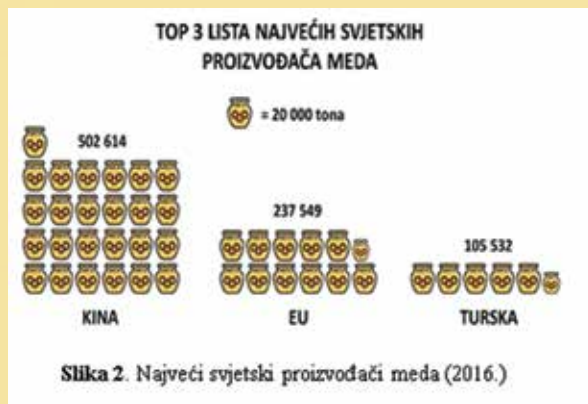 TOP 3 LISTA NAJVEĆIH SVJETSKIH
PROIZVOĐAČA MEDA
= 20 000 tona
502 614
237 549
105 532
KINA
EU
TURSKA
Slika 2. Najveći svjetski proizvođači meda (2016.)